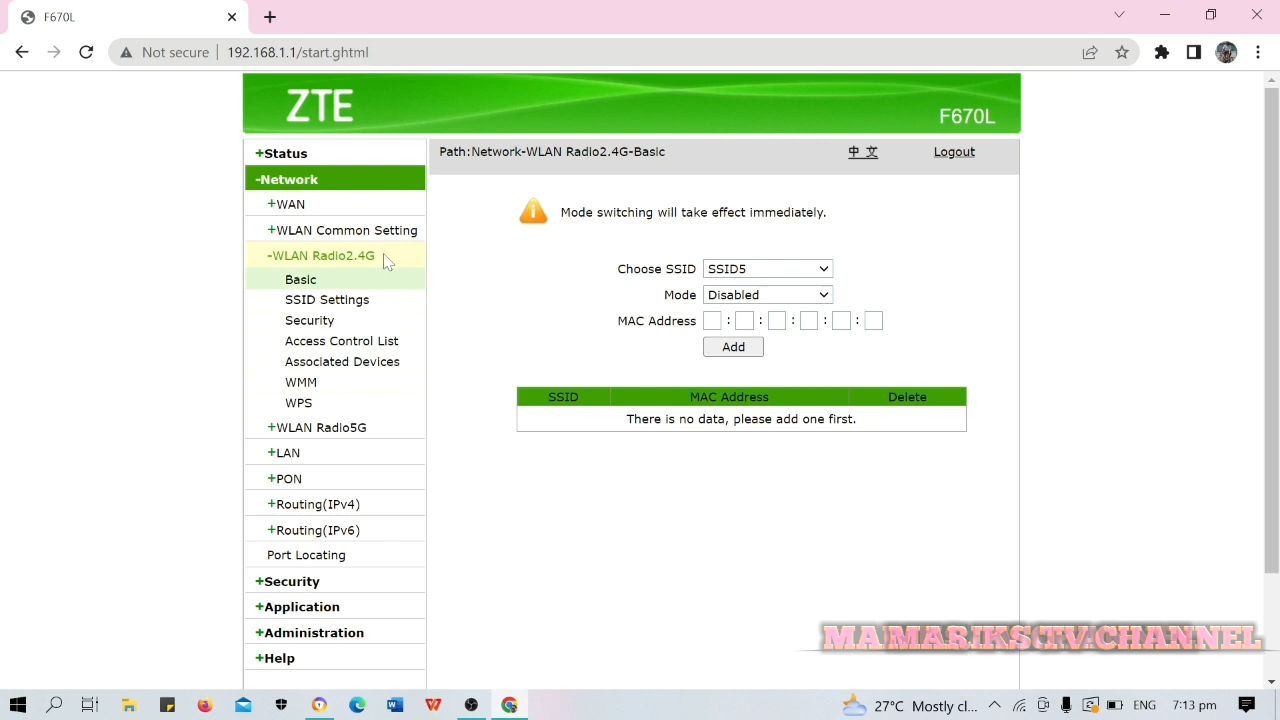 F670L
Not secure
192.168.1.1/start.ghtml
ZTE
F670L
+Status
Path:Network-WLAN Radio2.4G-Basic
中 文
Logout
-Network
+WAN
+WLAN Common Setting
-WLAN Radio2.4G
Basic
SSID Settings
Security
Access Control List
Associated Devices
WMM
WPS
+WLAN Radio5G
+LAN
+PON
+Routing(IPv4)
+Routing(IPv6)
Port Locating
+Security
+Application
+Administration
+Help
Mode switching will take effect immediately.
Choose SSID SSID5
Mode Disabled
MAC Address : : : : :
Add
SSID MAC Address Delete
There is no data, please add one first.
27°C Mostly cl... ENG 7:13 pm